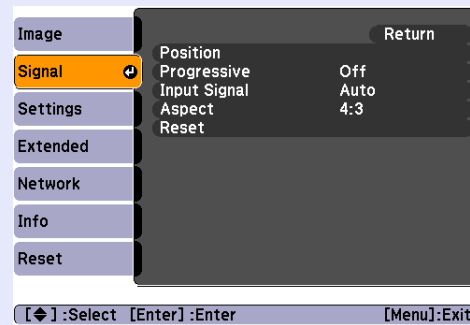 Image
Signal
Settings
Extended
Network
Info
Reset
Return
Position
Progressive Off
Input Signal Auto
Aspect 4:3
Reset
[◆] :Select [Enter] :Enter [Menu]:Exit